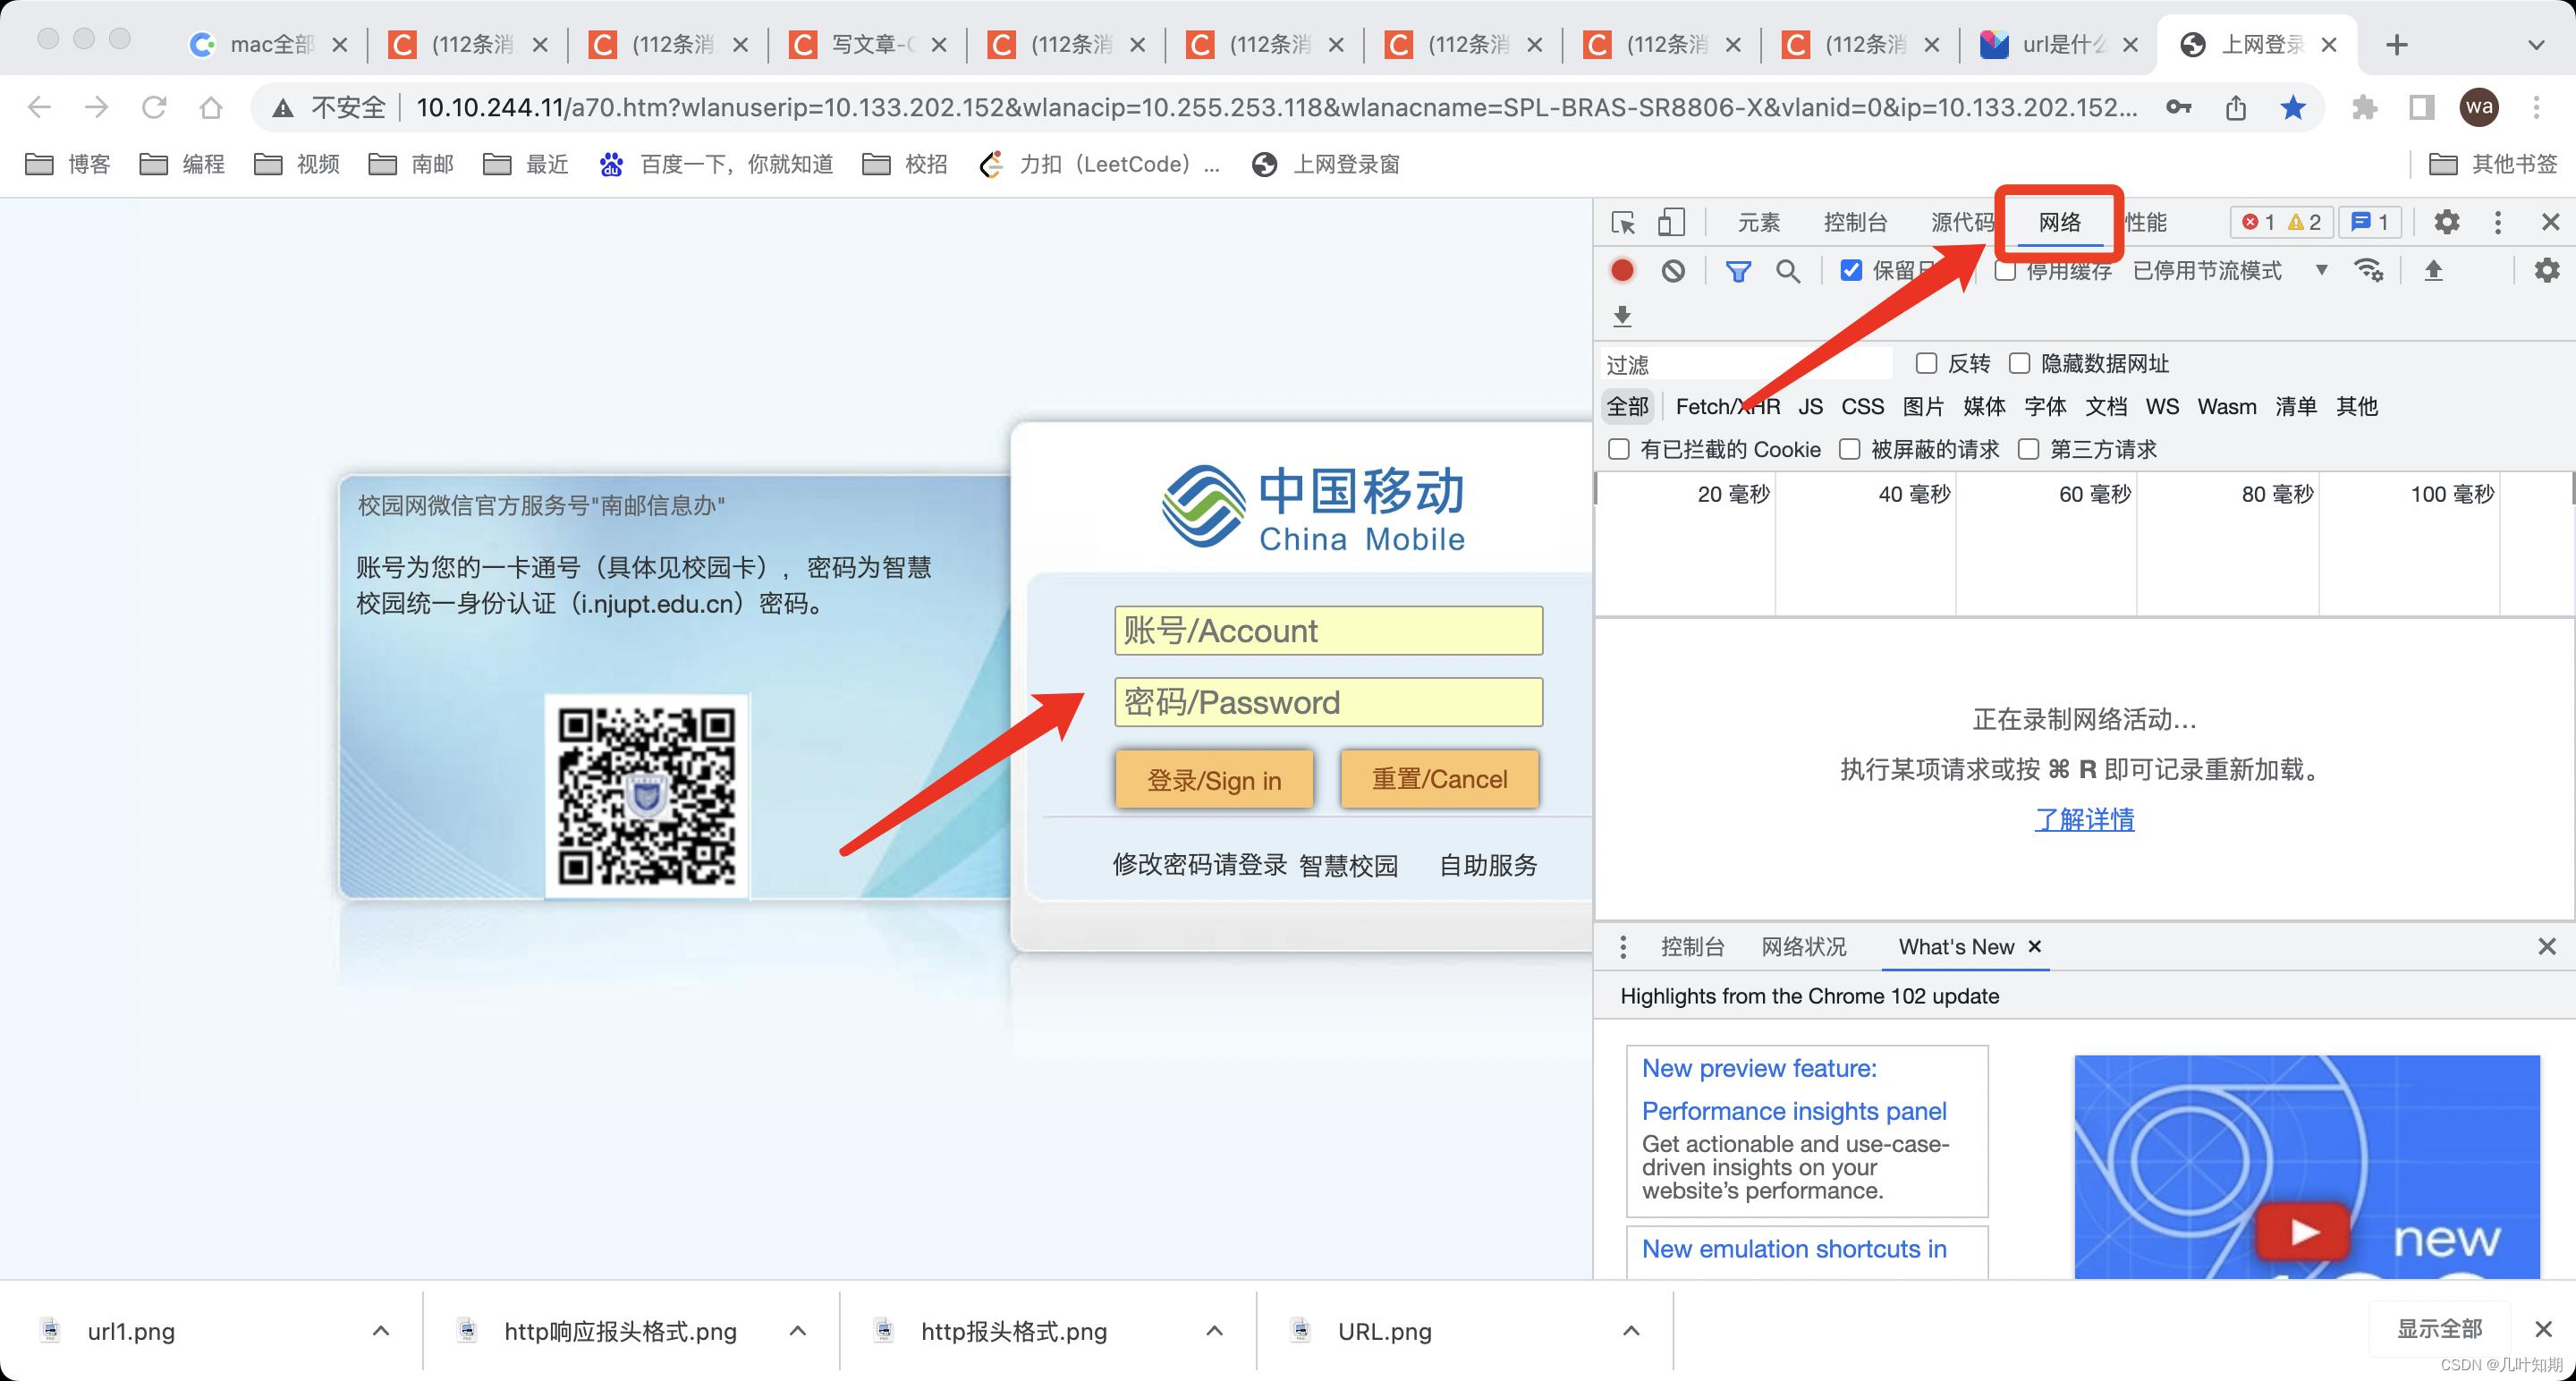 mac全部
(112条消
(112条消
写文章-C
(112条消
(112条消
(112条消
(112条消
(112条消
url是什么
上网登录
不安全
10.10.244.11/a70.htm?wlanuserip=10.133.202.152&wlanacip=10.255.253.118&wlanacname=SPL-BRAS-SR8806-X&vlanid=0&ip=10.133.202.152...
wa
博客
编程
视频
南邮
最近
百度一下，你就知道
校招
力扣（LeetCode）...
上网登录窗
其他书签
元素
控制台
源代码
网络
性能
1
2
1
保留日
停用缓存
已停用节流模式
过滤
反转
隐藏数据网址
全部
Fetch/XHR
JS
CSS
图片
媒体
字体
文档
WS
Wasm
清单
其他
有已拦截的 Cookie
被屏蔽的请求
第三方请求
20 毫秒
40 毫秒
60 毫秒
80 毫秒
100 毫秒
正在录制网络活动…
执行某项请求或按 ⌘ R 即可记录重新加载。
了解详情
校园网微信官方服务号"南邮信息办"
账号为您的一卡通号（具体见校园卡），密码为智慧
校园统一身份认证（i.njupt.edu.cn）密码。
中国移动
China Mobile
账号/Account
密码/Password
登录/Sign in
重置/Cancel
修改密码请登录 智慧校园
自助服务
控制台
网络状况
What's New
Highlights from the Chrome 102 update
New preview feature:
Performance insights panel
Get actionable and use-case-
driven insights on your
website’s performance.
New emulation shortcuts in
new
url1.png
http响应报头格式.png
http报头格式.png
URL.png
显示全部
CSDN @几叶知期